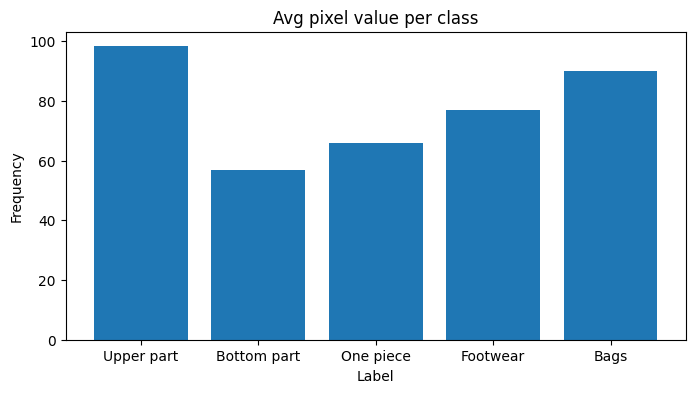 Avg pixel value per class
Frequency
100
80
60
40
20
0
Upper part Bottom part One piece Footwear Bags
Label